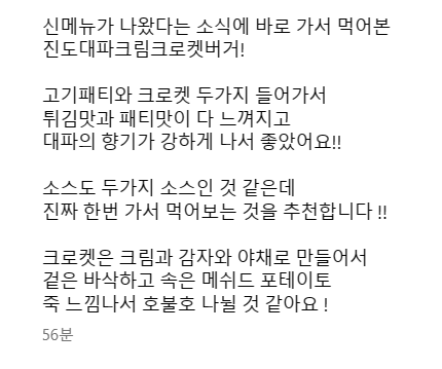 신메뉴가 나왔다는 소식에 바로 가서 먹어본
진도대파크림크로켓버거!
고기패티와 크로켓 두가지 들어가서
튀김맛과 패티맛이 다 느껴지고
대파의 향기가 강하게 나서 좋았어요!!
소스도 두가지 소스인 것 같은데
진짜 한번 가서 먹어보는 것을 추천합니다 !!
크로켓은 크림과 감자와 야채로 만들어서
겉은 바삭하고 속은 메쉬드 포테이토
죽 느낌나서 호불호 나뉠 것 같아요 !
56분